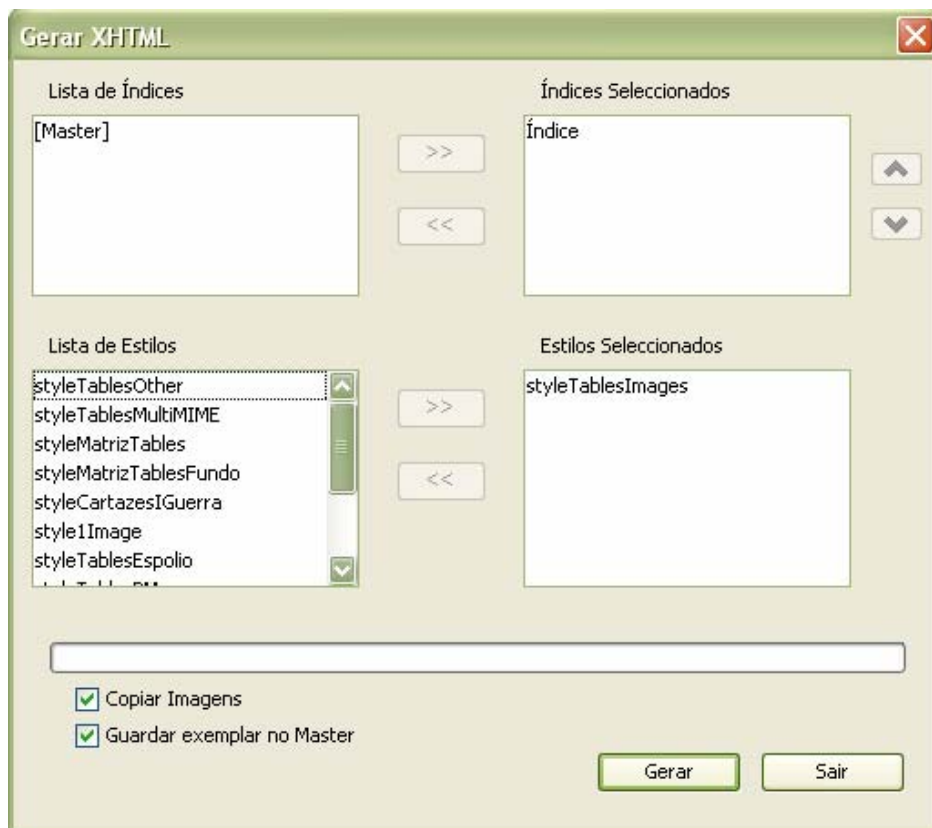 Gerar XHTML
Lista de Índices
Índices Seleccionados
[Master]
>>
<<
Índice
Lista de Estilos
Estilos Seleccionados
styleTablesOther
styleTablesMultiMIME
styleMatrizTables
styleMatrizTablesFundo
styleCartazesIGuerra
style1Image
styleTablesEspolio
>>
<<
styleTablesImages
Copiar Imagens
Guardar exemplar no Master
Gerar
Sair